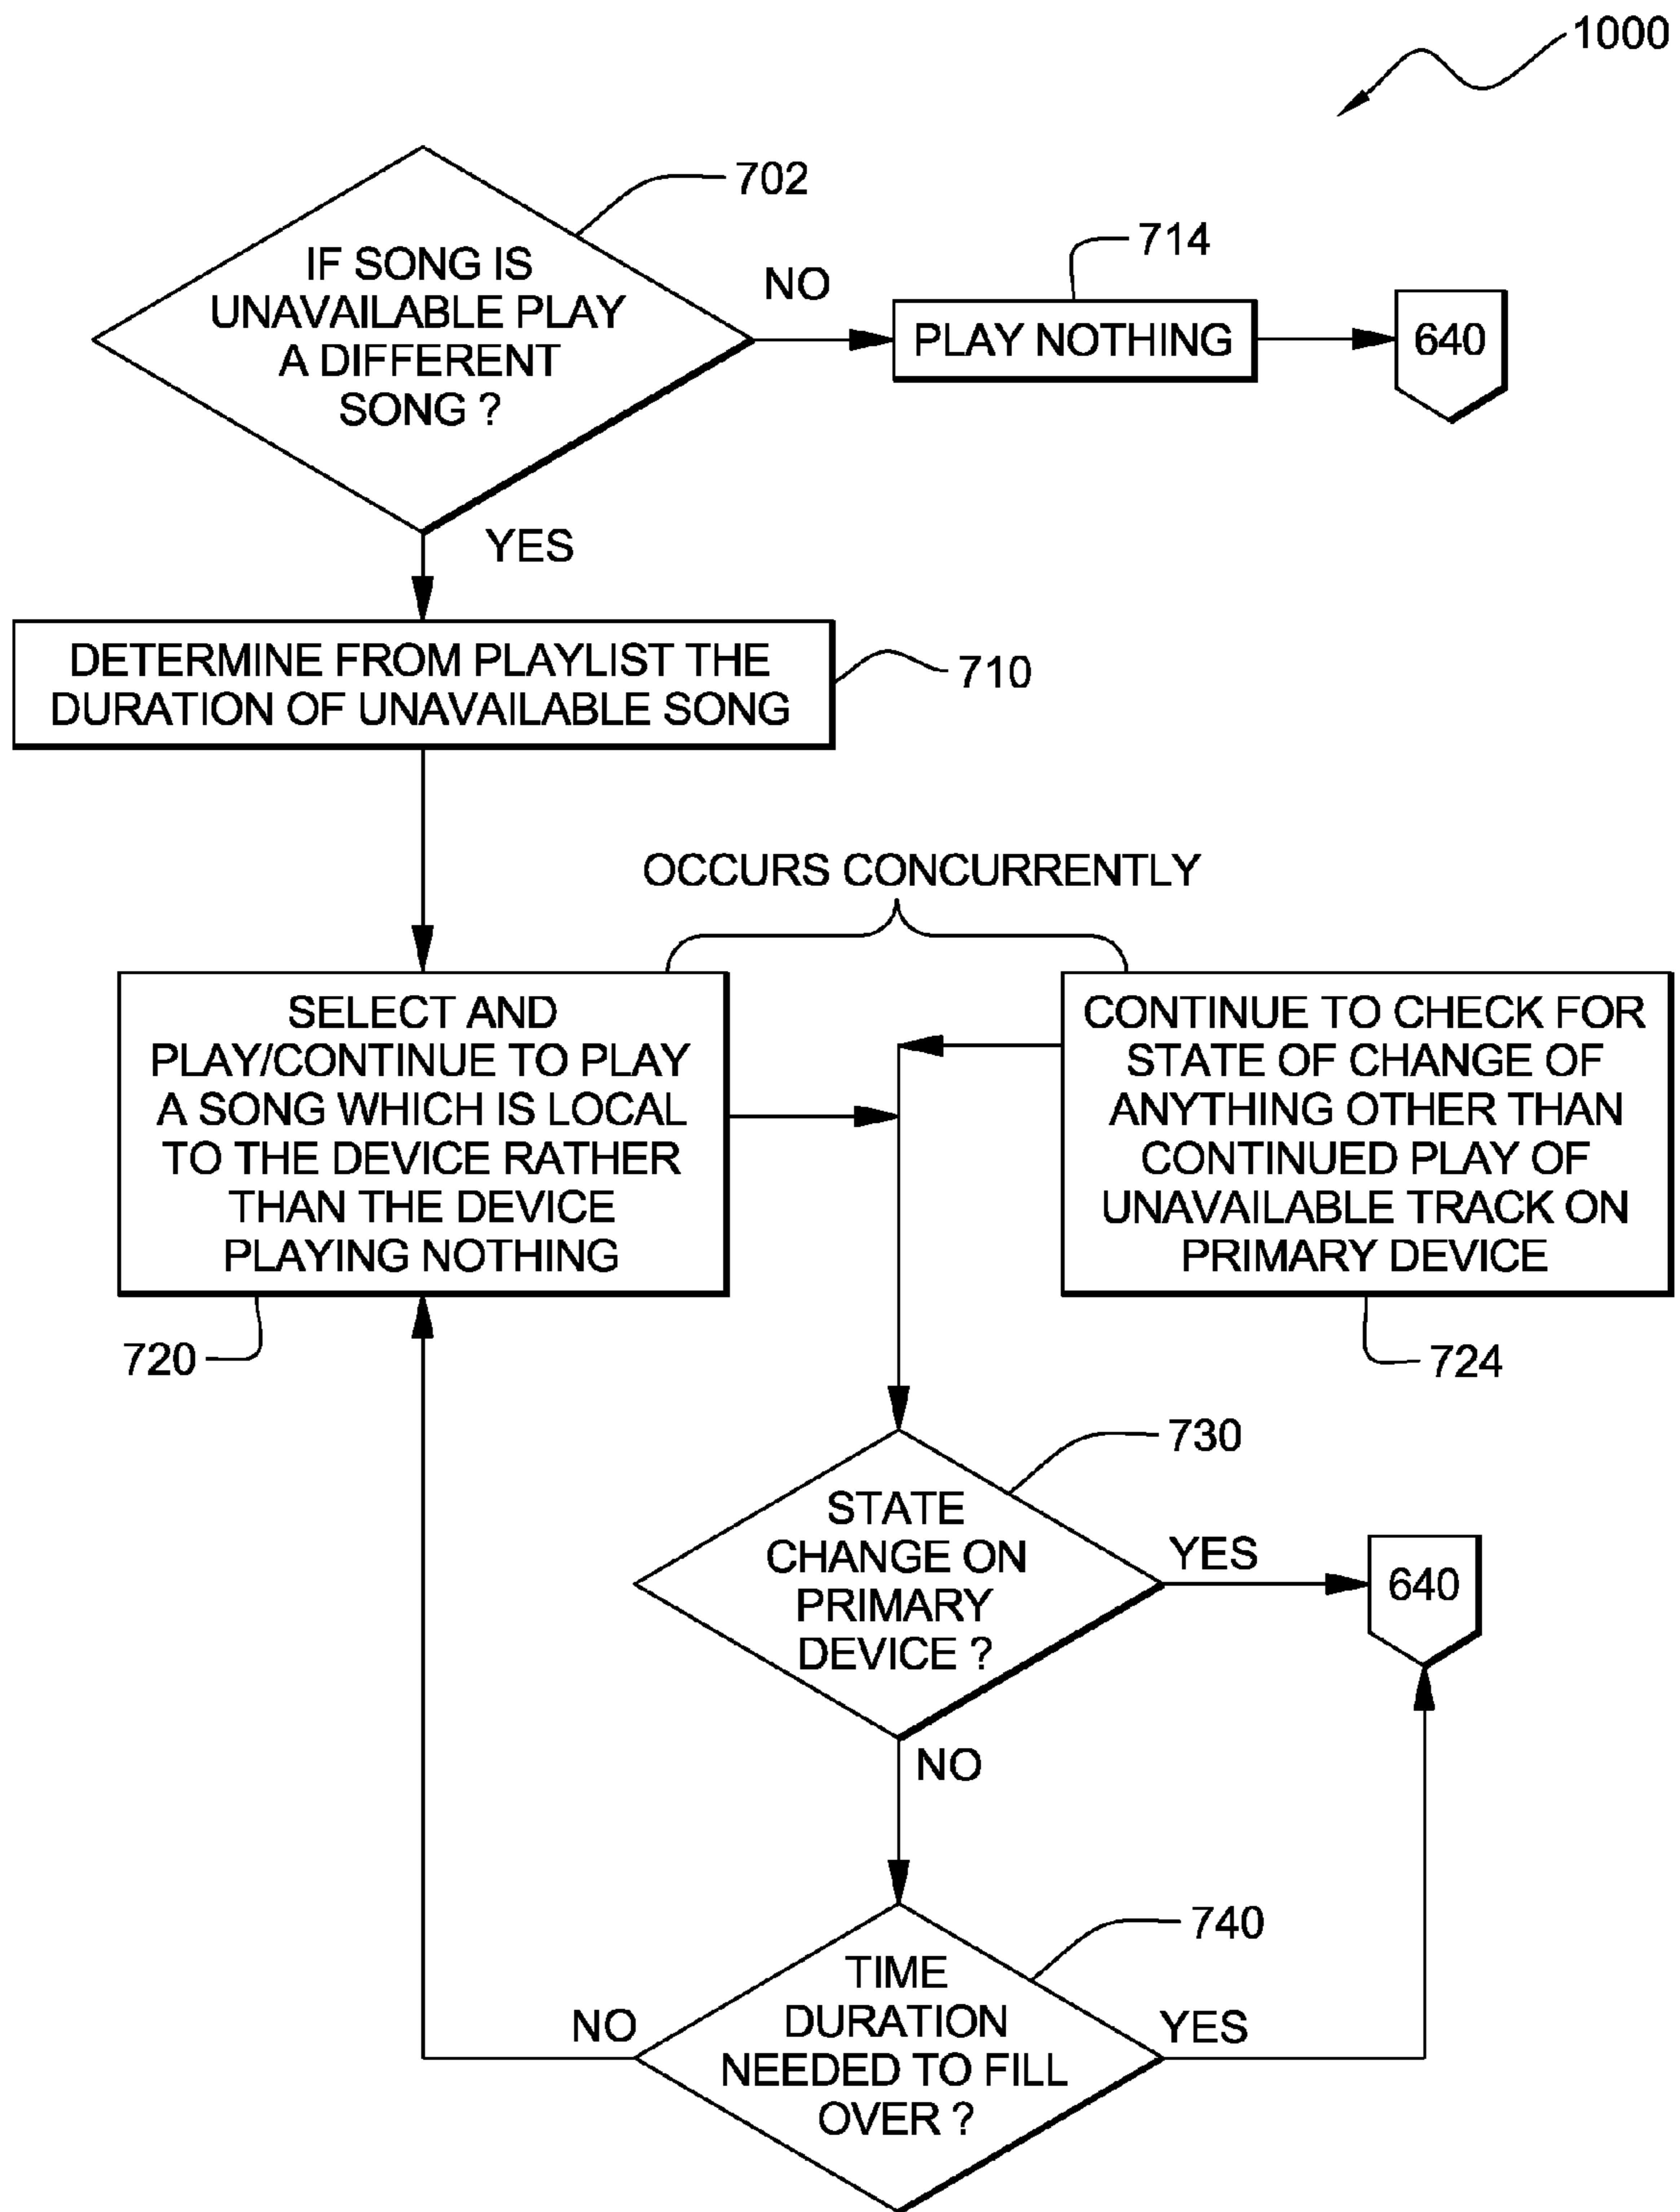 1000
702
IF SONG IS
UNAVAILABLE PLAY
A DIFFERENT
SONG ?
NO
714
PLAY NOTHING
640
YES
DETERMINE FROM PLAYLIST THE
DURATION OF UNAVAILABLE SONG
710
OCCURS CONCURRENTLY
SELECT AND
PLAY/CONTINUE TO PLAY
A SONG WHICH IS LOCAL
TO THE DEVICE RATHER
THAN THE DEVICE
PLAYING NOTHING
720
CONTINUE TO CHECK FOR
STATE OF CHANGE OF
ANYTHING OTHER THAN
CONTINUED PLAY OF
UNAVAILABLE TRACK ON
PRIMARY DEVICE
724
730
STATE
CHANGE ON
PRIMARY
DEVICE ?
YES
640
NO
740
TIME
DURATION
NEEDED TO FILL
OVER ?
NO
YES